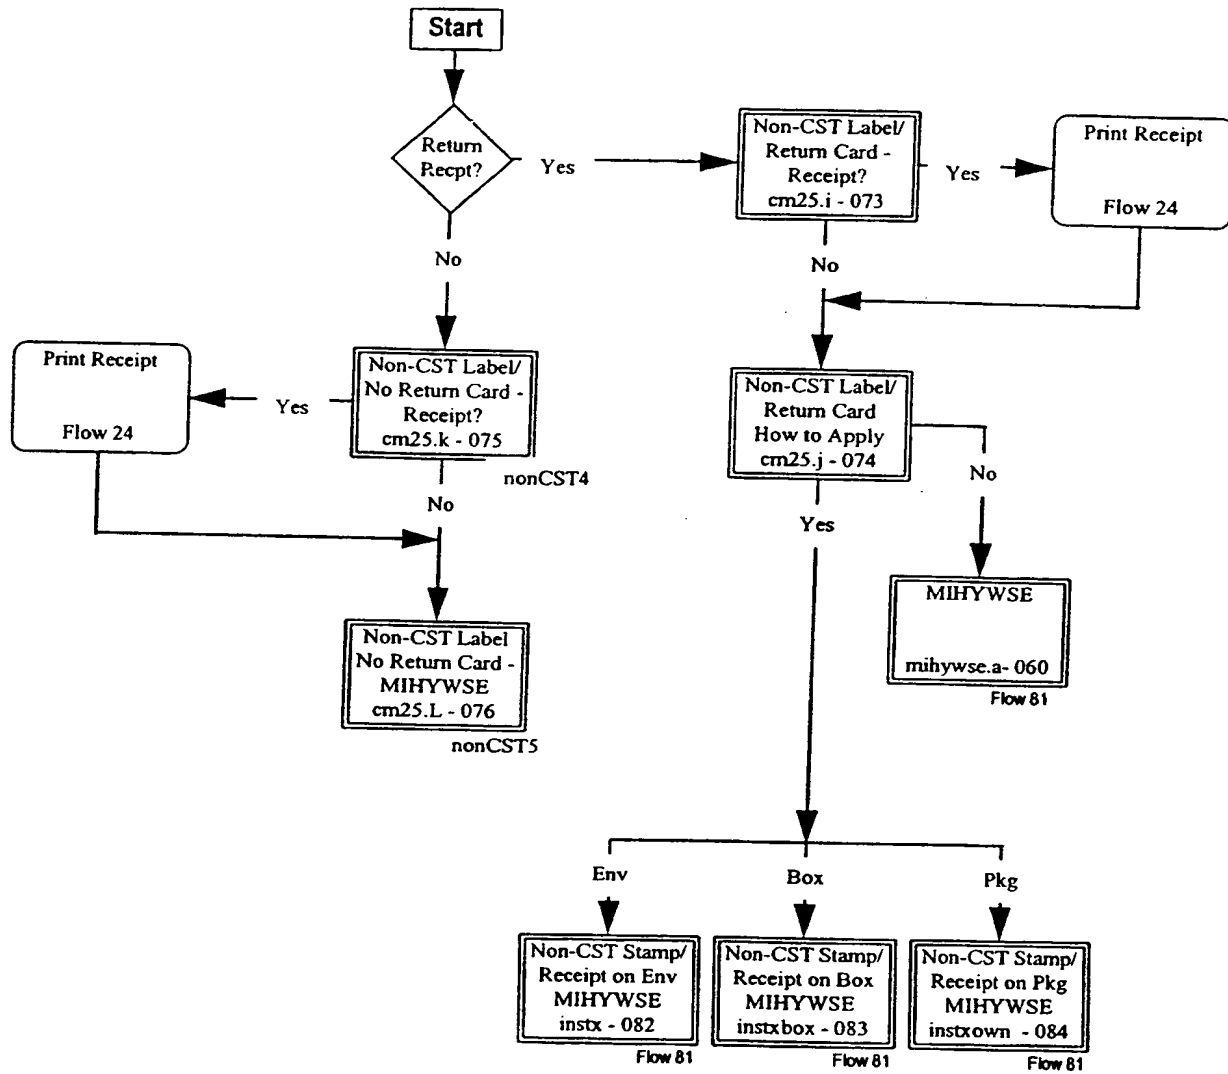 Start
Return
Recpt?
Yes
Non-CST Label/
Return Card -
Receipt?
cm25.i - 073
Yes
Print Receipt
Flow 24
No
No
Print Receipt
Flow 24
Yes
Non-CST Label/
No Return Card -
Receipt?
cm25.k - 075
nonCST4
Non-CST Label/
Return Card
How to Apply
cm25.j - 074
No
No
Yes
Non-CST Label
No Return Card -
MIHYWSE
cm25.L - 076
nonCST5
MIHYWSE
mihywse.a- 060
Flow 81
Env
Box
Pkg
Non-CST Stamp/
Receipt on Env
MIHYWSE
instx - 082
Flow 81
Non-CST Stamp/
Receipt on Box
MIHYWSE
instxbox - 083
Flow 81
Non-CST Stamp/
Receipt on Pkg
MIHYWSE
instxown - 084
Flow 81